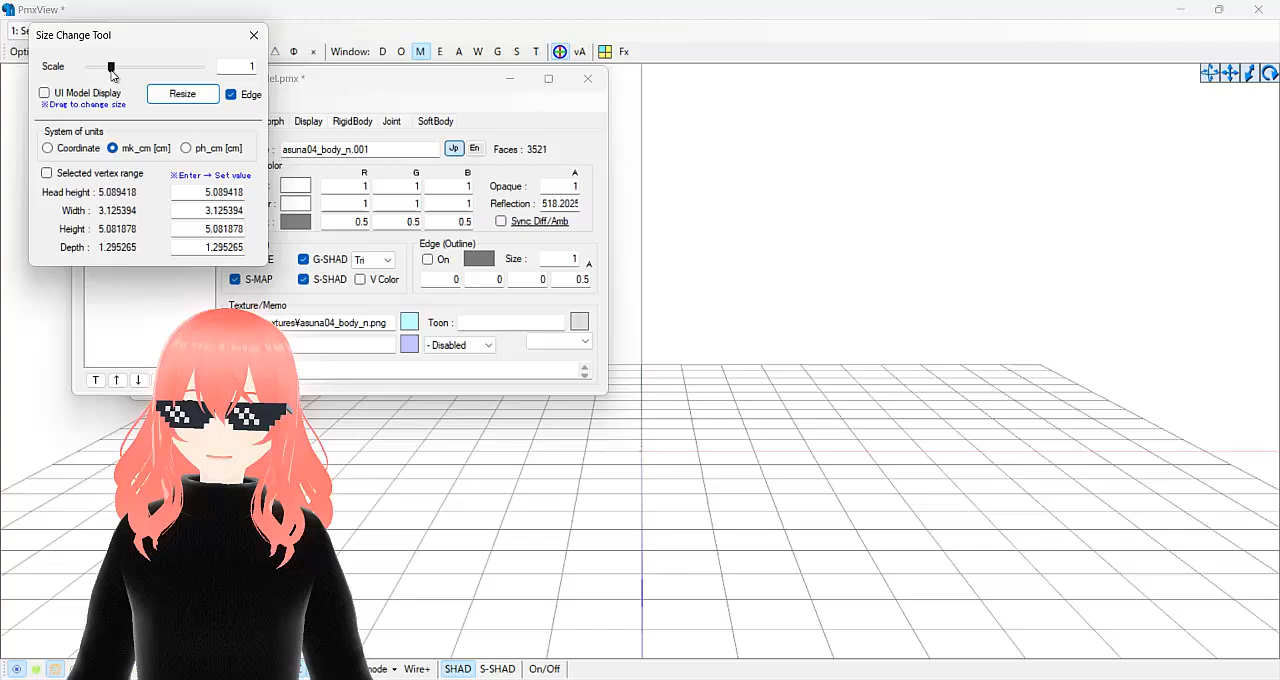 PmxView *
1: Se
Size Change Tool
Opti
Window: D O M E A W G S T vA Fx
Scale 1
el.pmx *
UI Model Display Resize Edge
※Drag to change size
orph Display RigidBody Joint SoftBody
System of units
Coordinate mk_cm [cm] ph_cm [cm]
: asuna04_body_n.001 Jp En Faces : 3521
Selected vertex range ※Enter → Set value
Head height : 5.089418 5.089418
Width : 3.125394 3.125394
Height : 5.081878 5.081878
Depth : 1.295265 1.295265
olor R G B A
: 1 1 1 Opaque : 1
r : 1 1 1 Reflection : 518.2025
: 0.5 0.5 0.5 Sync Diff/Amb
Edge (Outline)
E G-SHAD Tri On Size : 1
A
S-MAP S-SHAD V Color 0 0 0 0.5
Texture/Memo
xtures¥asuna04_body_n.png Toon :
- Disabled
T ↑ ↓
node Wire+ SHAD S-SHAD On/Off